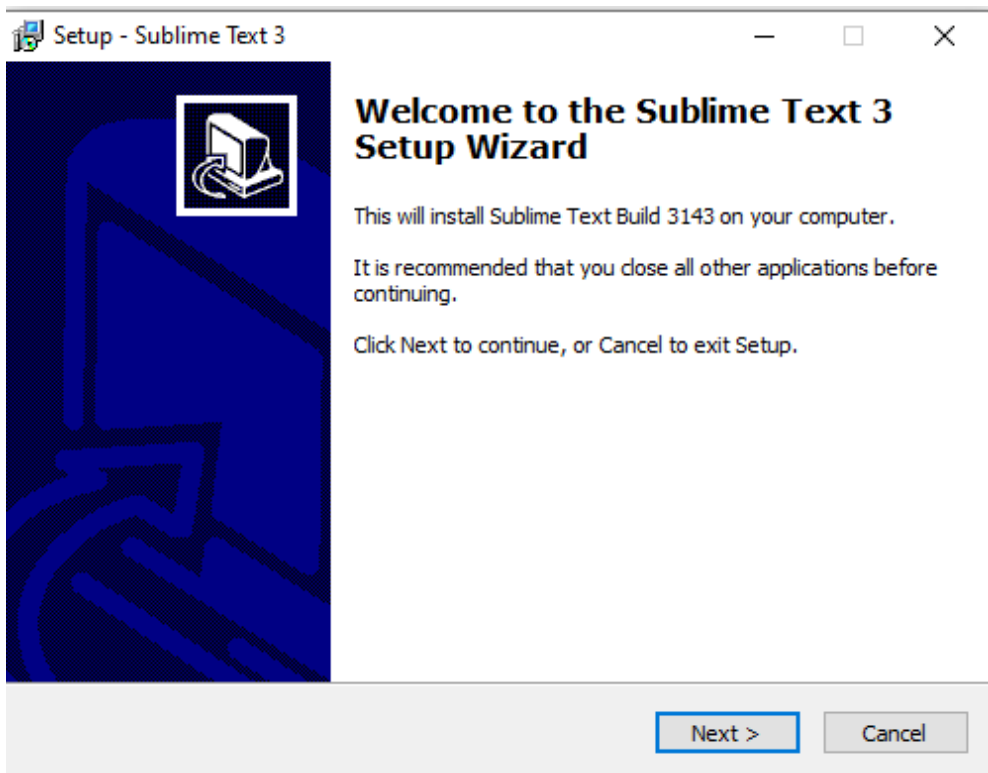 Setup - Sublime Text 3
Welcome to the Sublime Text 3
Setup Wizard
This will install Sublime Text Build 3143 on your computer.
It is recommended that you close all other applications before
continuing.
Click Next to continue, or Cancel to exit Setup.
Next >
Cancel